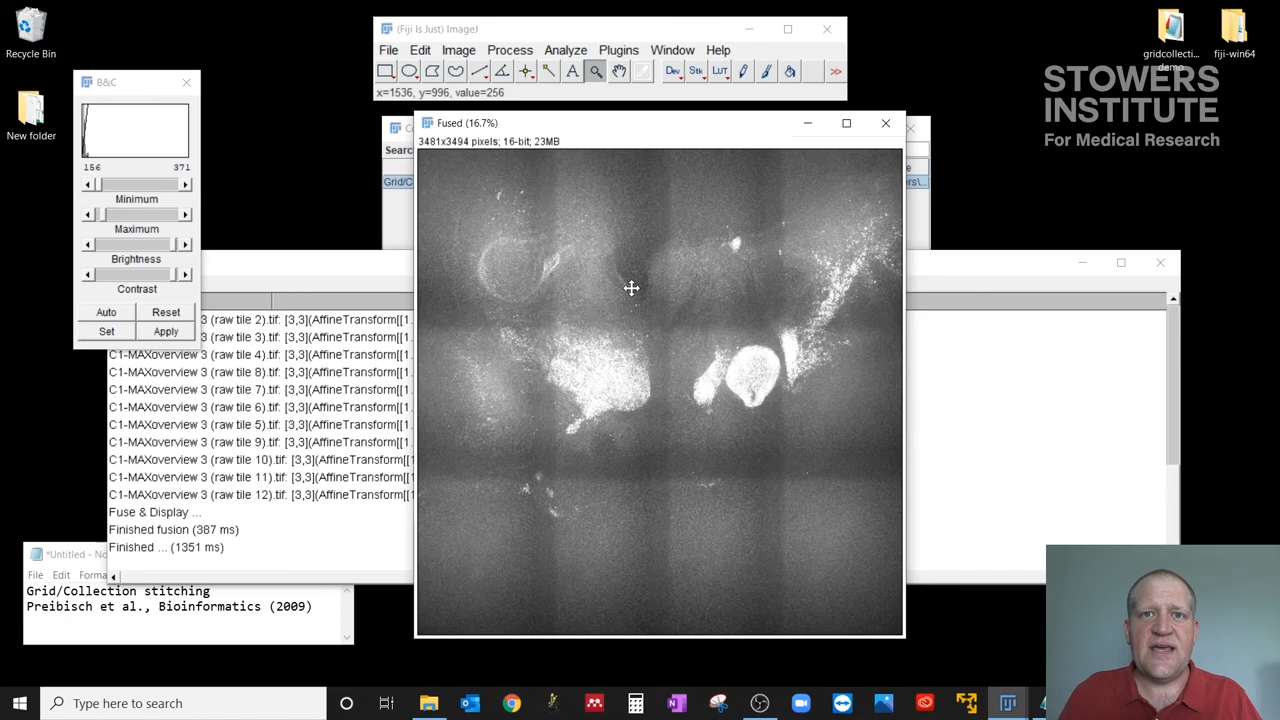 Recycle Bin
New folder
gridcollecti...
demo
fiji-win64
STOWERS
INSTITUTE
For Medical Research
(Fiji Is Just) ImageJ
File Edit Image Process Analyze Plugins Window Help
Dev Stk LUT >>
x=1536, y=996, value=256
B&C
156 371
Minimum
Maximum
Brightness
Contrast
Auto Reset
Set Apply
Searc
Grid/C
Fused (16.7%)
3481x3494 pixels; 16-bit; 23MB
3 (raw tile 2).tif: [3,3](AffineTransform[[1.
3 (raw tile 3).tif: [3,3](AffineTransform[[1.
C1-MAXoverview 3 (raw tile 4).tif: [3,3](AffineTransform[[1.
C1-MAXoverview 3 (raw tile 8).tif: [3,3](AffineTransform[[1.
C1-MAXoverview 3 (raw tile 7).tif: [3,3](AffineTransform[[1.
C1-MAXoverview 3 (raw tile 6).tif: [3,3](AffineTransform[[1.
C1-MAXoverview 3 (raw tile 5).tif: [3,3](AffineTransform[[1.
C1-MAXoverview 3 (raw tile 9).tif: [3,3](AffineTransform[[1.
C1-MAXoverview 3 (raw tile 10).tif: [3,3](AffineTransform[[1
C1-MAXoverview 3 (raw tile 11).tif: [3,3](AffineTransform[[1
C1-MAXoverview 3 (raw tile 12).tif: [3,3](AffineTransform[[1
Fuse & Display ...
Finished fusion (387 ms)
Finished ... (1351 ms)
*Untitled - No
File Edit Forma
Grid/Collection stitching
Preibisch et al., Bioinformatics (2009)
Type here to search